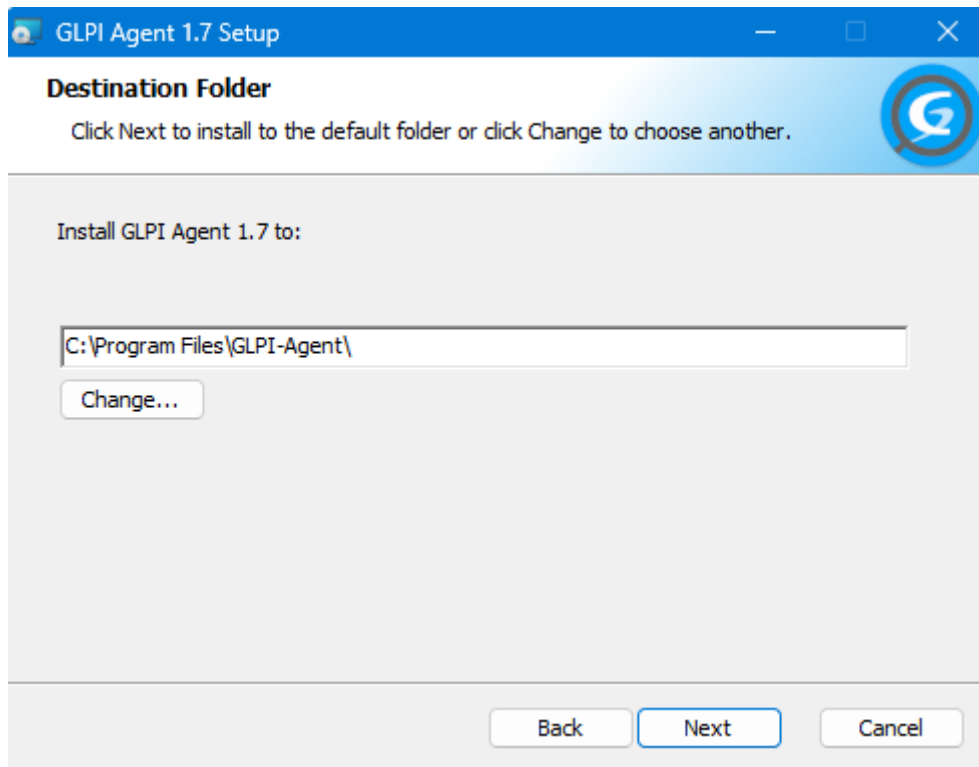 GLPI Agent 1.7 Setup
Destination Folder
Click Next to install to the default folder or click Change to choose another.
Install GLPI Agent 1.7 to:
C:\Program Files\GLPI-Agent\
Change...
Back Next Cancel